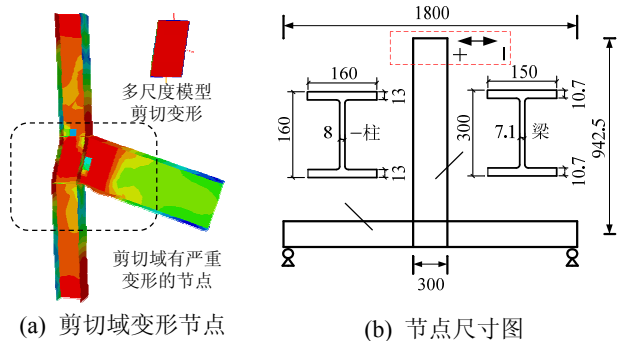 多尺度模型
剪切变形
剪切域有严重
变形的节点
(a) 剪切域变形节点
1800
+
160
13
160
8
柱
13
150
10.7
300
7.1
梁
10.7
942.5
300
(b) 节点尺寸图